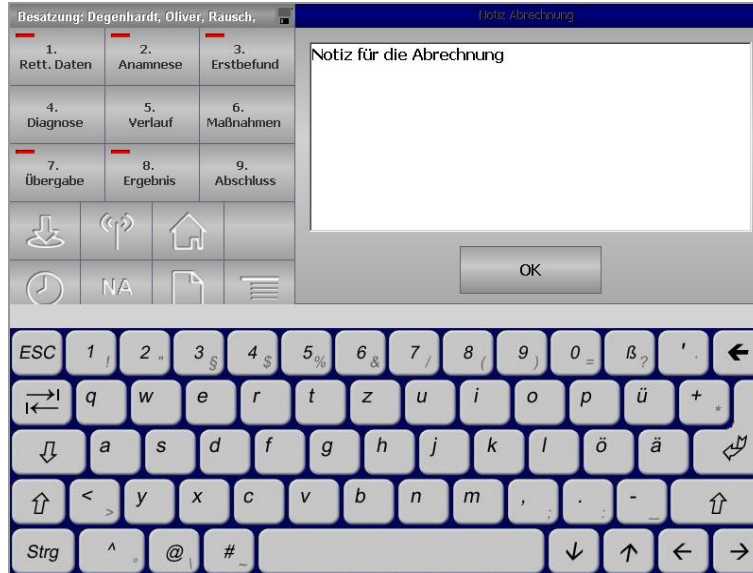 Besatzung: Degenhardt, Oliver, Rausch,
Notiz Abrechnung
1.
Rett. Daten
2.
Anamnese
3.
Erstbefund
4.
Diagnose
5.
Verlauf
6.
Maßnahmen
7.
Übergabe
8.
Ergebnis
9.
Abschluss
NA
Notiz für die Abrechnung
OK
ESC 1 ! 2 " 3 § 4 $ 5 % 6 & 7 / 8 ( 9 ) 0 = ß ? ' `
q w e r t z u i o p ü + *
a s d f g h j k l ö ä
< > y x c v b n m , ; . : - _
Strg ^ ° @ \ # ~